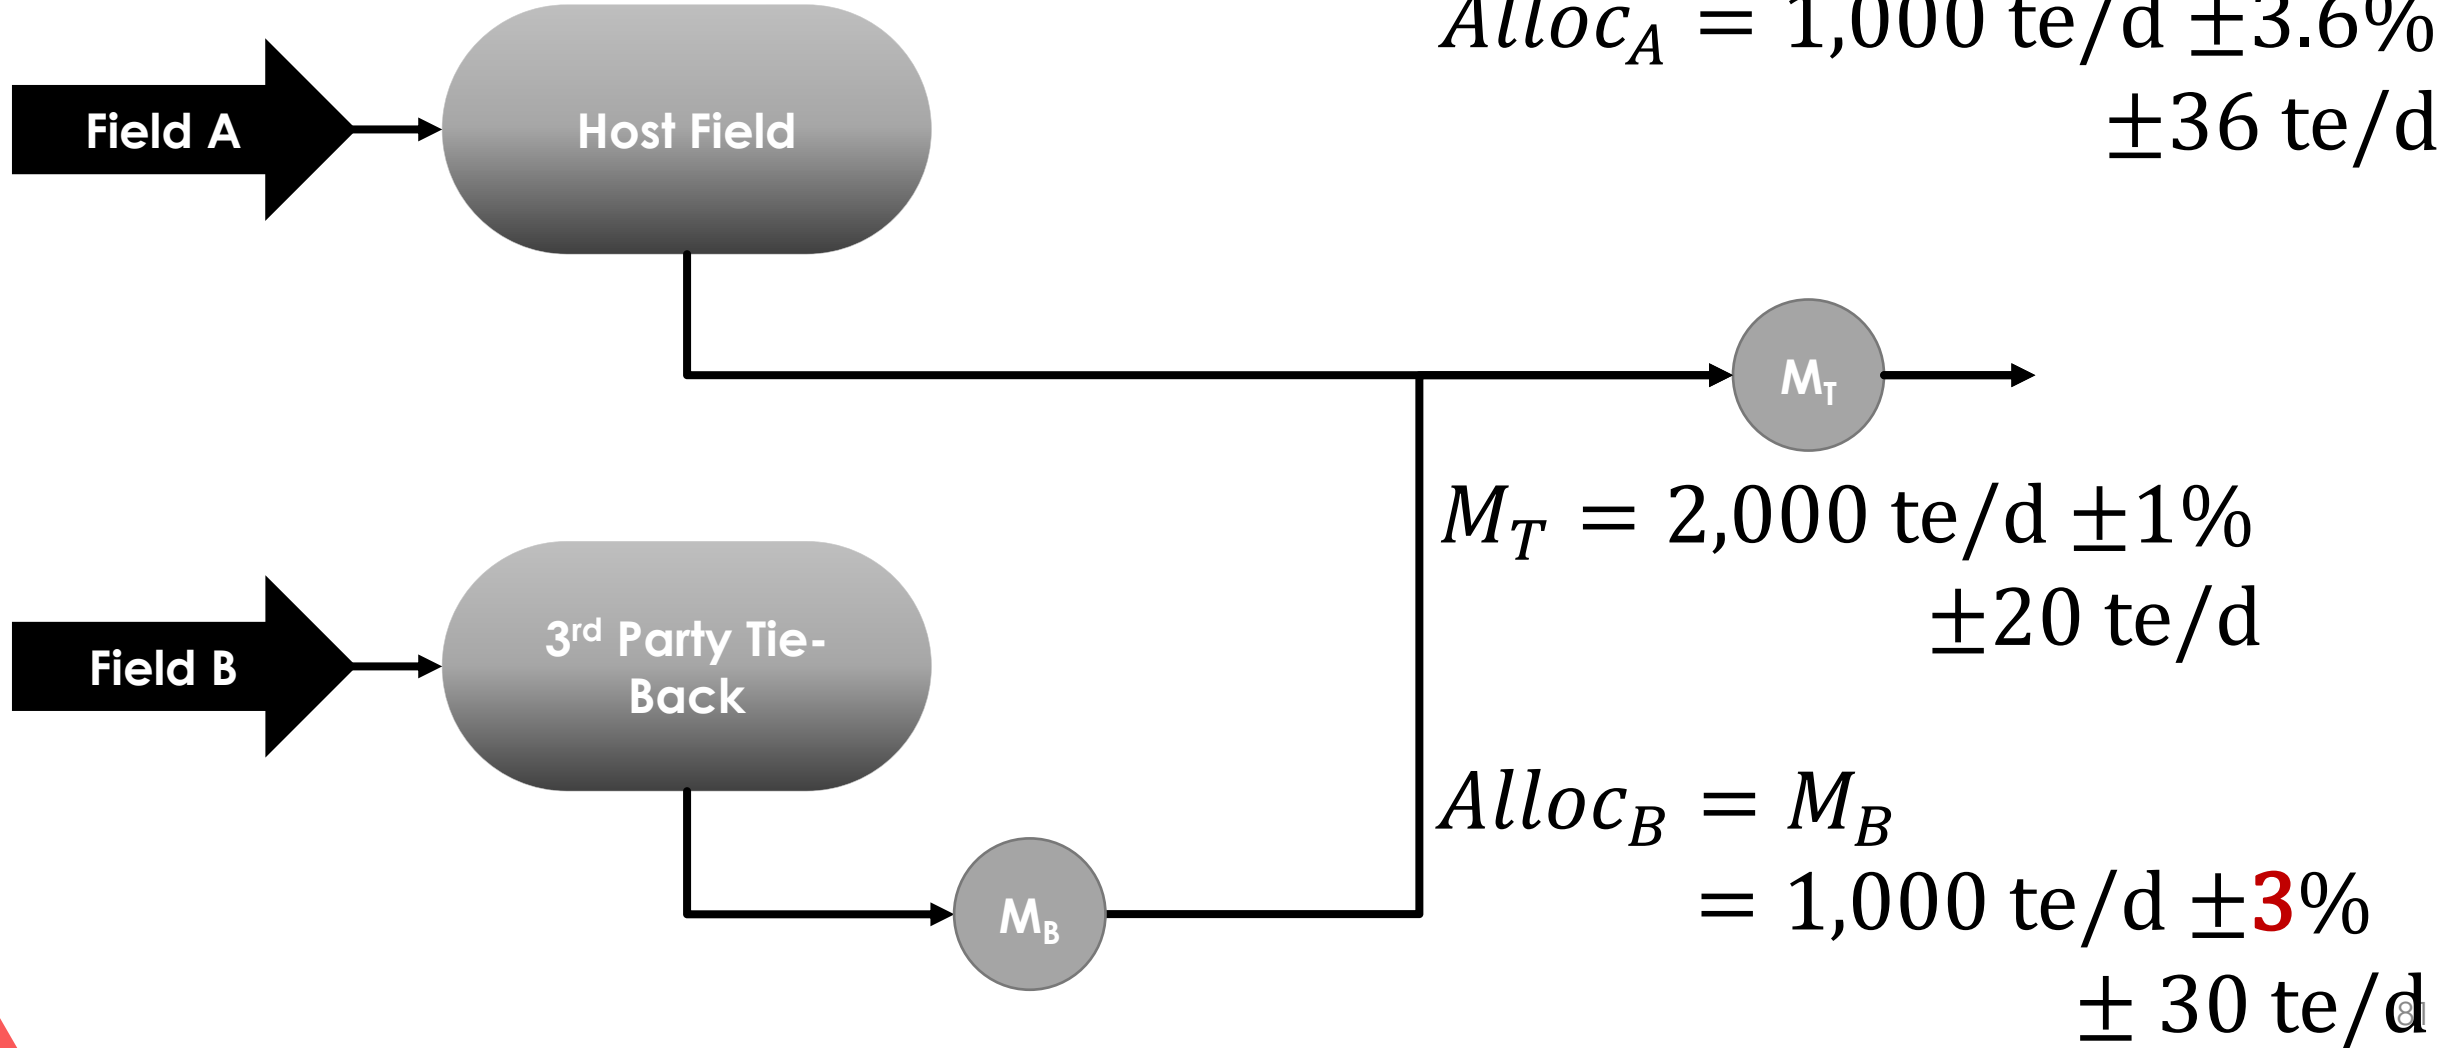 Alloc_A = 1,000 te/d ±3.6%
±36 te/d
Field A
Host Field
M_T
M_T = 2,000 te/d ±1%
±20 te/d
Field B
3rd Party Tie-
Back
Alloc_B = M_B
= 1,000 te/d ±3%
± 30 te/d
M_B
81